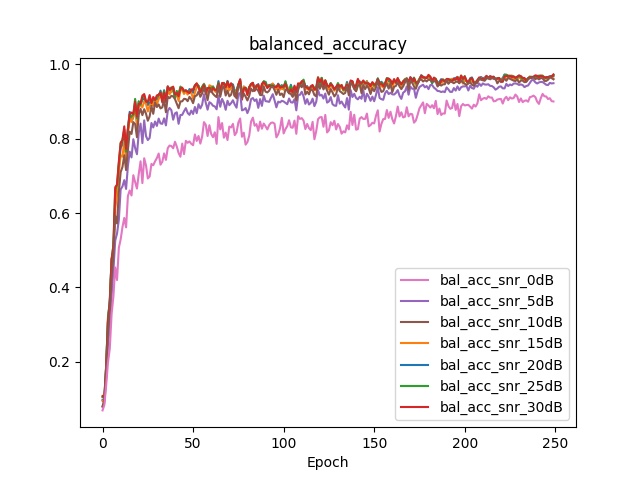 balanced_accuracy
1.0
0.8
0.6
0.4
0.2
0
50
100
150
200
250
Epoch
bal_acc_snr_0dB
bal_acc_snr_5dB
bal_acc_snr_10dB
bal_acc_snr_15dB
bal_acc_snr_20dB
bal_acc_snr_25dB
bal_acc_snr_30dB